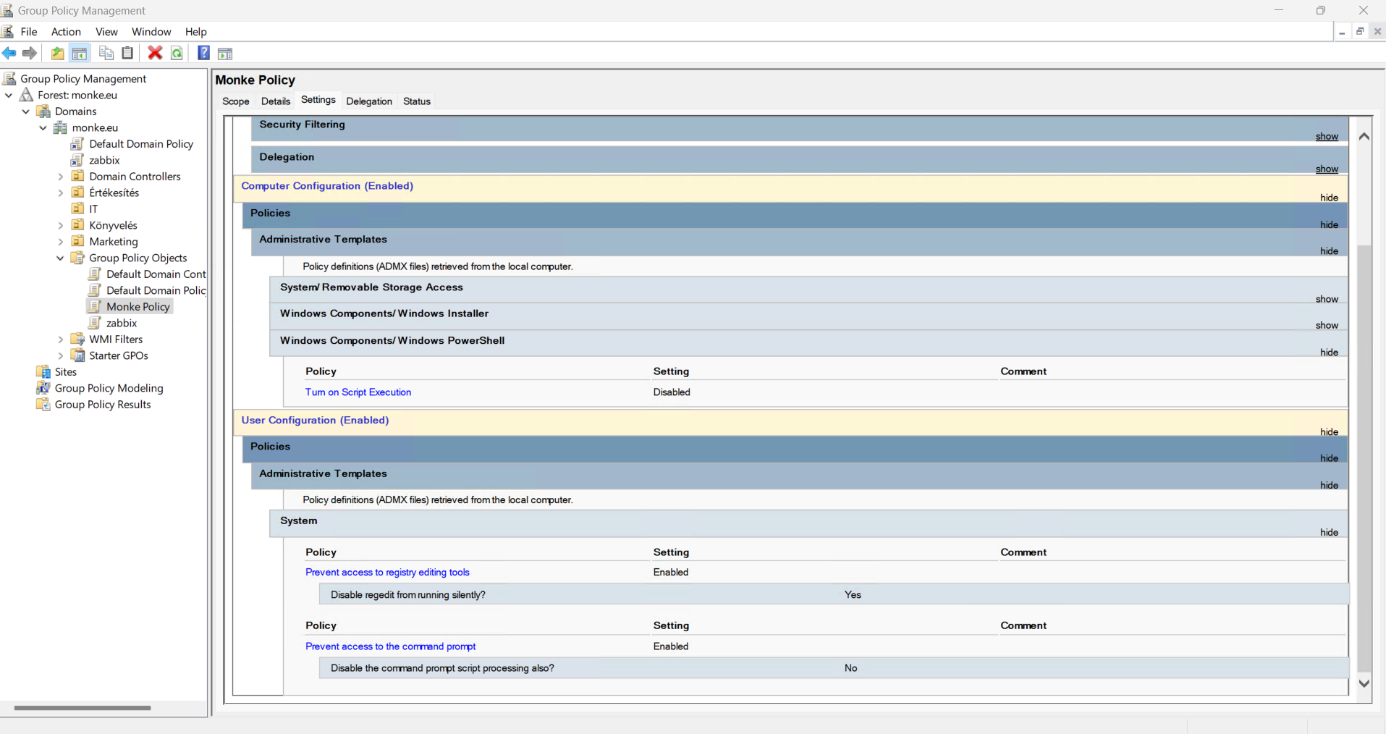 Group Policy Management
File Action View Window Help
Group Policy Management
Forest: monke.eu
Domains
monke.eu
Default Domain Policy
zabbix
Domain Controllers
Értékesítés
IT
Könyvelés
Marketing
Group Policy Objects
Default Domain Cont
Default Domain Polic
Monke Policy
zabbix
WMI Filters
Starter GPOs
Sites
Group Policy Modeling
Group Policy Results
Monke Policy
Scope Details Settings Delegation Status
Security Filtering
show
Delegation
show
Computer Configuration (Enabled)
hide
Policies
hide
Administrative Templates
hide
Policy definitions (ADMX files) retrieved from the local computer.
System/Removable Storage Access
show
Windows Components/Windows Installer
show
Windows Components/Windows PowerShell
hide
Policy Setting Comment
Turn on Script Execution Disabled
User Configuration (Enabled)
hide
Policies
hide
Administrative Templates
hide
Policy definitions (ADMX files) retrieved from the local computer.
System
hide
Policy Setting Comment
Prevent access to registry editing tools Enabled
Disable regedit from running silently? Yes
Policy Setting Comment
Prevent access to the command prompt Enabled
Disable the command prompt script processing also? No